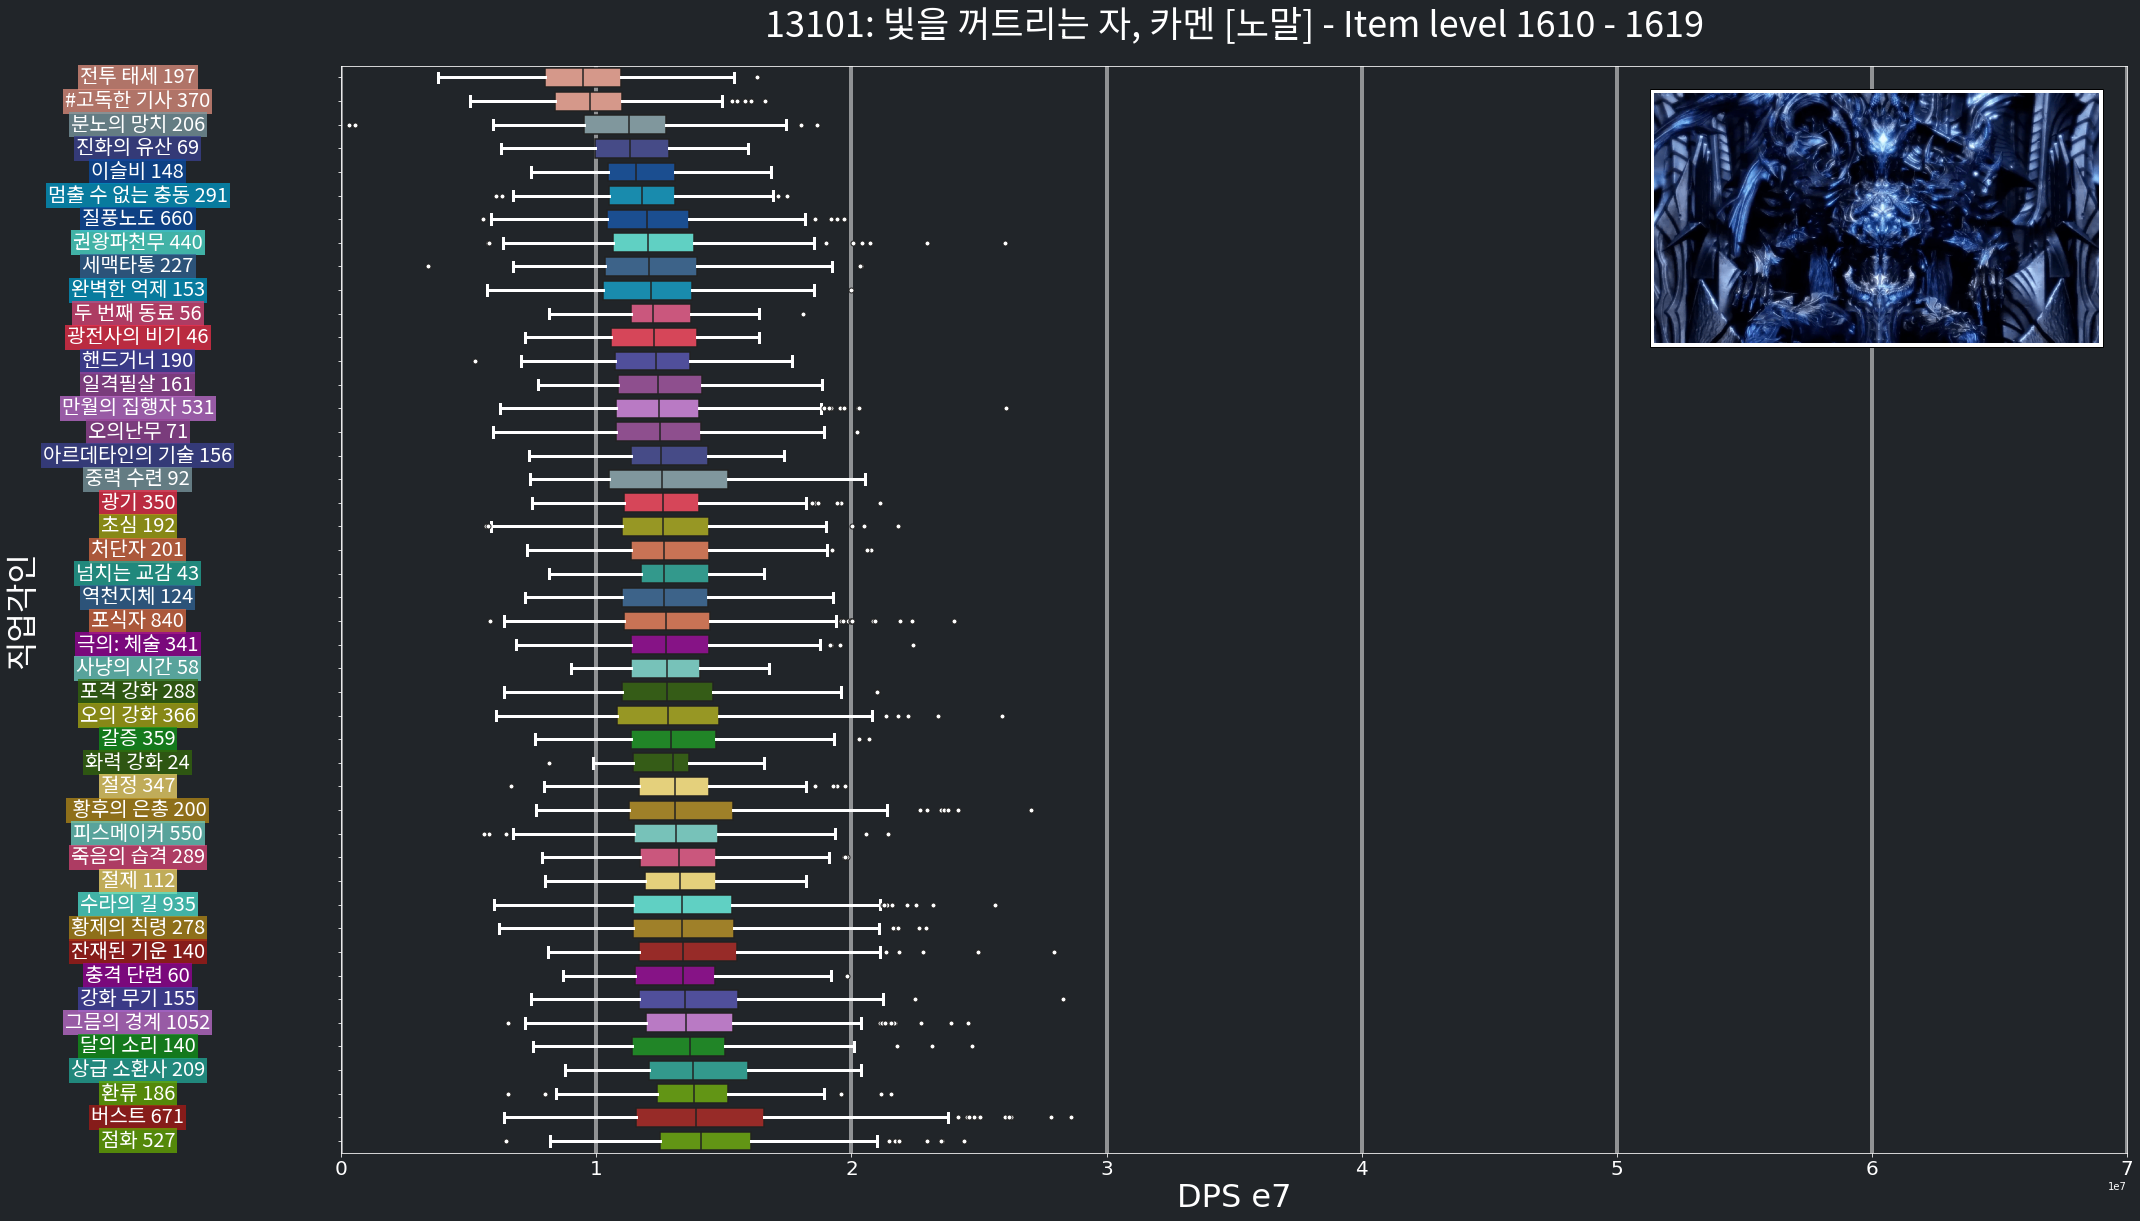 13101: 빛을 꺼트리는 자, 카멘 [노말] - Item level 1610 - 1619
전투 태세 197
#고독한 기사 370
분노의 망치 206
진화의 유산 69
이슬비 148
멈출 수 없는 충동 291
질풍노도 660
권왕파천무 440
세맥타통 227
완벽한 억제 153
두 번째 동료 56
광전사의 비기 46
핸드거너 190
일격필살 161
만월의 집행자 531
오의난무 71
아르데타인의 기술 156
중력 수련 92
광기 350
초심 192
처단자 201
넘치는 교감 43
역천지체 124
포식자 840
극의: 체술 341
사냥의 시간 58
포격 강화 288
오의 강화 366
갈증 359
화력 강화 24
절정 347
황후의 은총 200
피스메이커 550
죽음의 습격 289
절제 112
수라의 길 935
황제의 칙령 278
잔재된 기운 140
충격 단련 60
강화 무기 155
그믐의 경계 1052
달의 소리 140
상급 소환사 209
환류 186
버스트 671
점화 527
직업각인
0 1 2 3 4 5 6 7
1e7
DPS e7